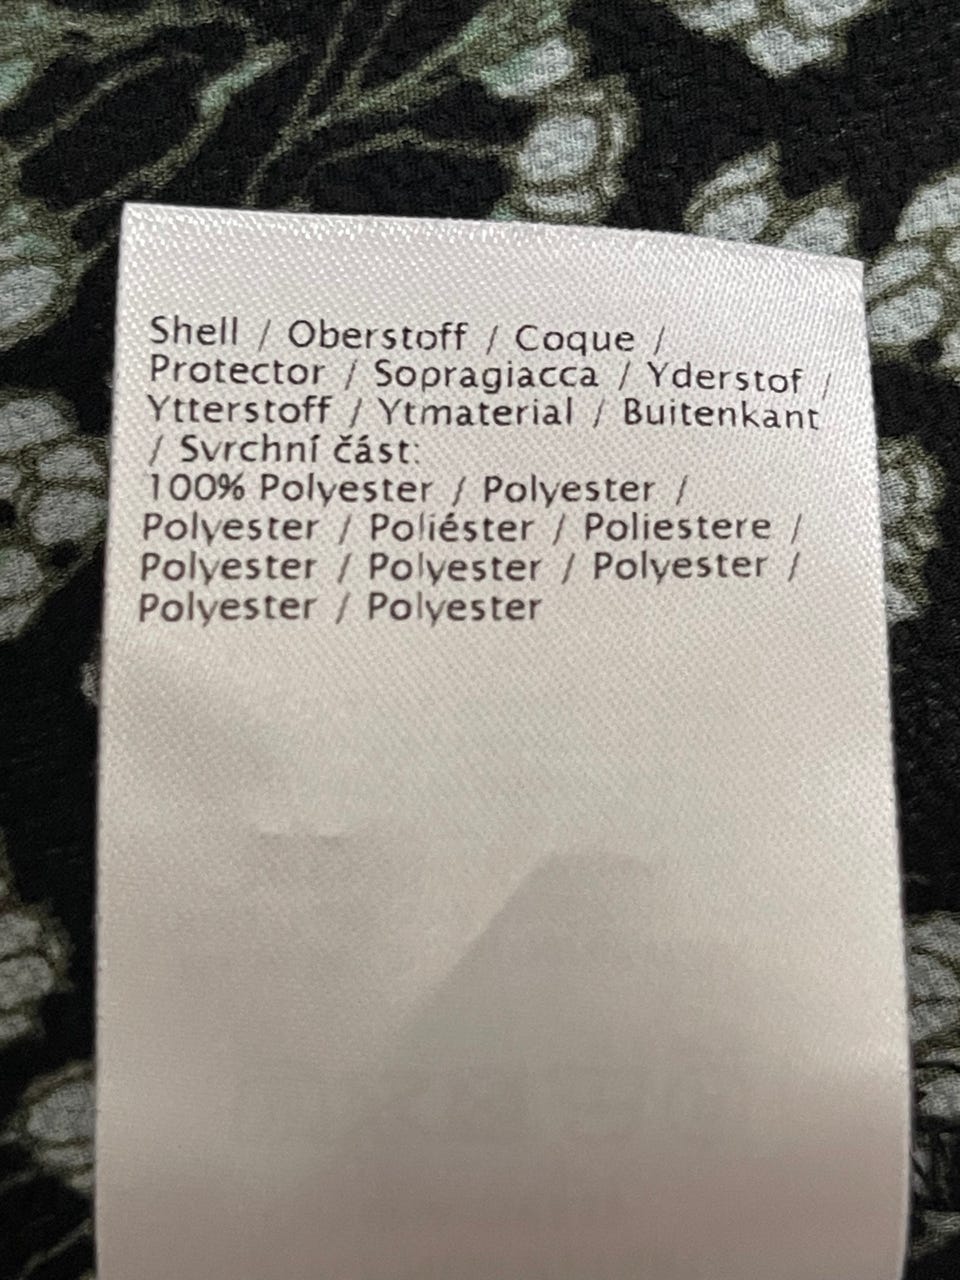 Shell / Oberstoff / Coque /
Protector / Sopragiacca / Yderstof /
Ytterstoff / Ytmaterial / Buitenkant
/ Svrchní část:
100% Polyester / Polyester /
Polyester / Poliéster / Poliestere /
Polyester / Polyester / Polyester /
Polyester / Polyester